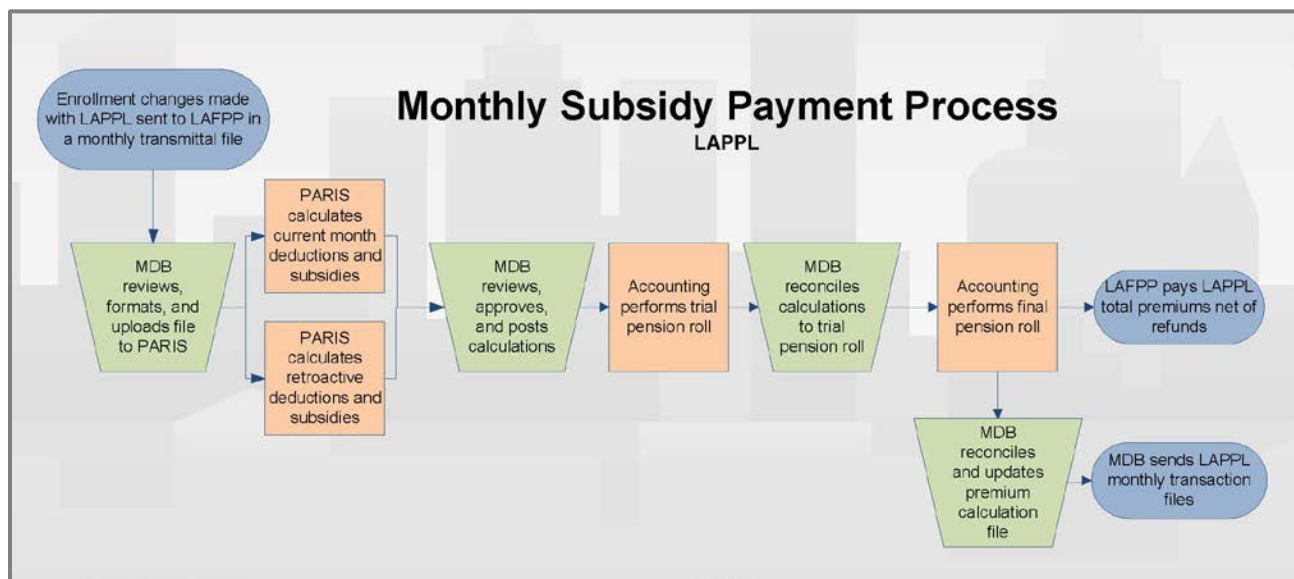 Monthly Subsidy Payment Process
LAPPL
Enrollment changes made
with LAPPL sent to LAFPP in
a monthly transmittal file
MDB
reviews,
formats, and
uploads file
to PARIS
PARIS
calculates
current month
deductions and
subsidies
PARIS
calculates
retroactive
deductions and
subsidies
MDB
reviews,
approves,
and posts
calculations
Accounting
performs trial
pension roll
MDB
reconciles
calculations
to trial
pension roll
Accounting
performs final
pension roll
LAFPP pays LAPPL
total premiums net of
refunds
MDB
reconciles
and updates
premium
calculation
file
MDB sends LAPPL
monthly transaction
files